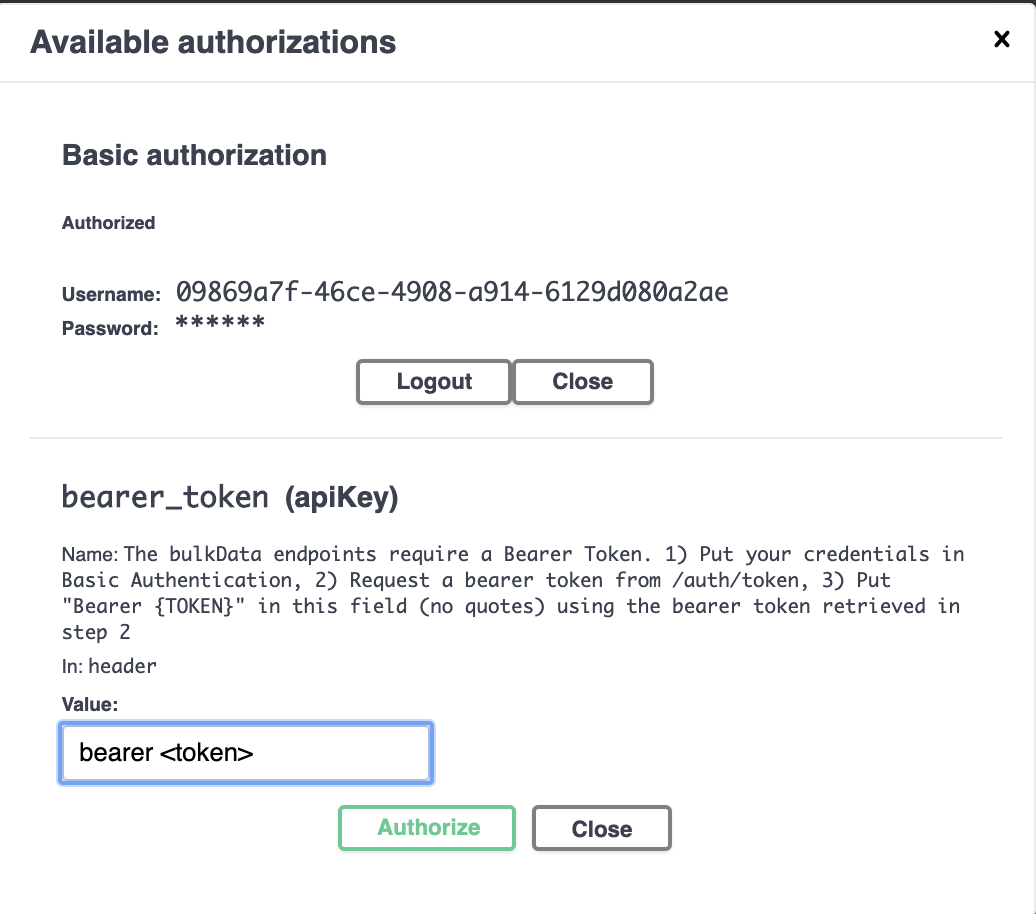 Available authorizations
Basic authorization
Authorized
Username: 09869a7f-46ce-4908-a914-6129d080a2ae
Password: ******
Logout Close
bearer_token (apiKey)
Name: The bulkData endpoints require a Bearer Token. 1) Put your credentials in
Basic Authentication, 2) Request a bearer token from /auth/token, 3) Put
"Bearer {TOKEN}" in this field (no quotes) using the bearer token retrieved in
step 2
In: header
Value:
bearer <token>
Authorize Close